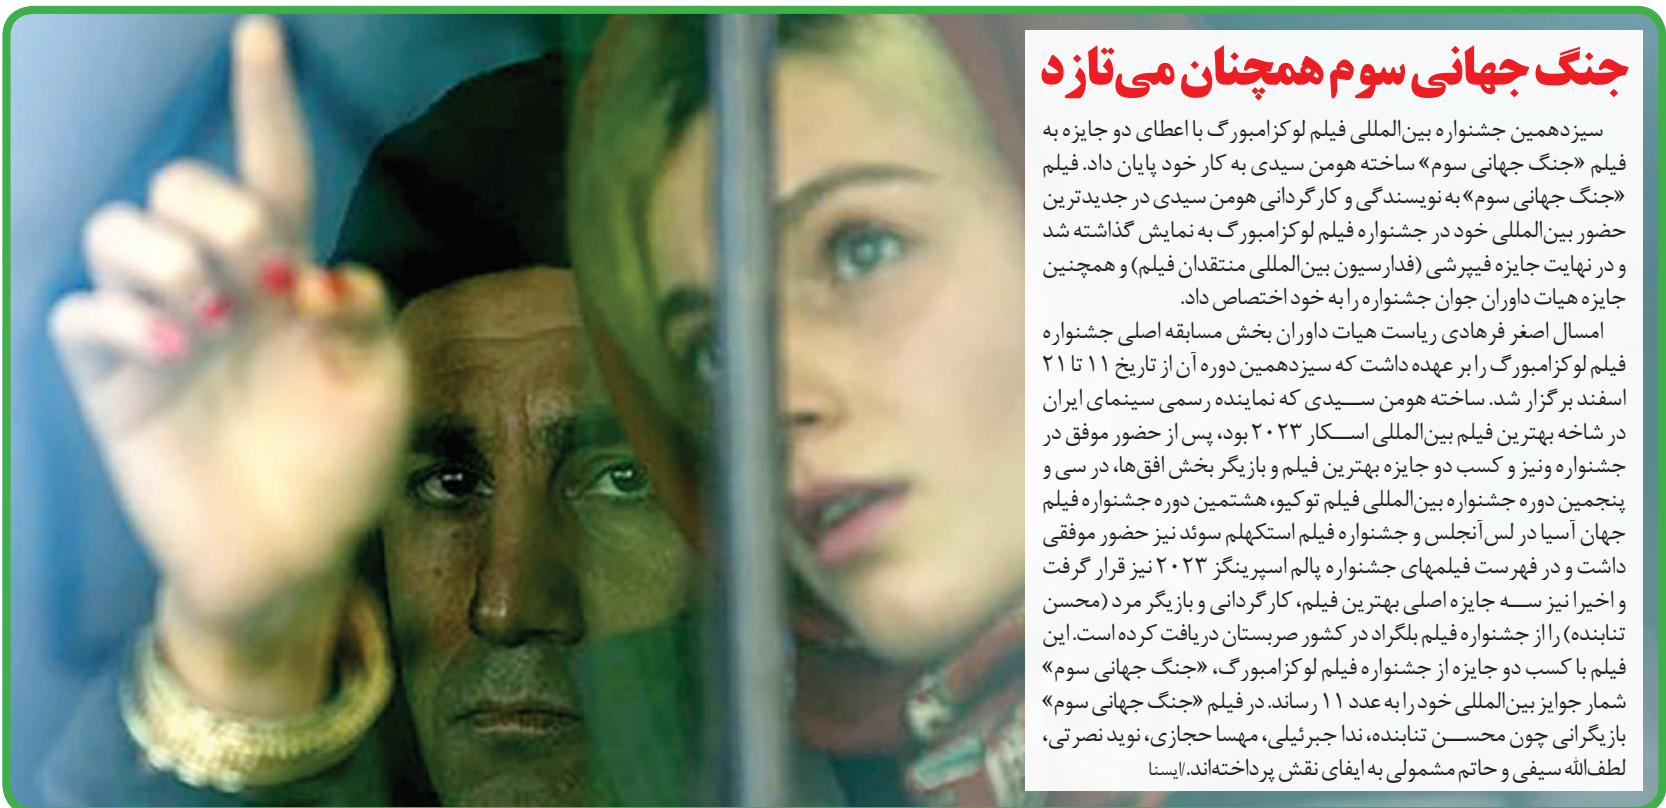 جنگ جهانی سوم همچنان می‌تازد
سیزدهمین جشنواره بین‌المللی فیلم لوکزامبورگ با اعطای دو جایزه به
فیلم «جنگ جهانی سوم» ساخته هومن سیدی به کار خود پایان داد. فیلم
«جنگ جهانی سوم» به نویسندگی و کارگردانی هومن سیدی در جدیدترین
حضور بین‌المللی خود در جشنواره فیلم لوکزامبورگ به نمایش گذاشته شد
و در نهایت جایزه فیپرشی (فدارسیون بین‌المللی منتقدان فیلم) و همچنین
جایزه هیات داوران جوان جشنواره را به خود اختصاص داد.
امسال اصغر فرهادی ریاست هیات داوران بخش مسابقه اصلی جشنواره
فیلم لوکزامبورگ را بر عهده داشت که سیزدهمین دوره آن از تاریخ ۱۱ تا ۲۱
اسفند برگزار شد. ساخته هومن سیدی که نماینده رسمی سینمای ایران
در شاخه بهترین فیلم بین‌المللی اسکار ۲۰۲۳ بود، پس از حضور موفق در
جشنواره ونیز و کسب دو جایزه بهترین فیلم و بازیگر بخش افق‌ها، در سی و
پنجمین دوره جشنواره بین‌المللی فیلم توکیو، هشتمین دوره جشنواره فیلم
جهان آسیا در لس‌آنجلس و جشنواره فیلم استکهلم سوئد نیز حضور موفقی
داشت و در فهرست فیلمهای جشنواره پالم اسپرینگز ۲۰۲۳ نیز قرار گرفت
و اخیرا نیز سه جایزه اصلی بهترین فیلم، کارگردانی و بازیگر مرد (محسن
تنابنده) را از جشنواره فیلم بلگراد در کشور صربستان دریافت کرده است. این
فیلم با کسب دو جایزه از جشنواره فیلم لوکزامبورگ، «جنگ جهانی سوم»
شمار جوایز بین‌المللی خود را به عدد ۱۱ رساند. در فیلم «جنگ جهانی سوم»
بازیگرانی چون محسن تنابنده، ندا جبرئیلی، مهسا حجازی، نوید نصرتی،
لطف‌الله سیفی و حاتم مشمولی به ایفای نقش پرداخته‌اند./ایسنا